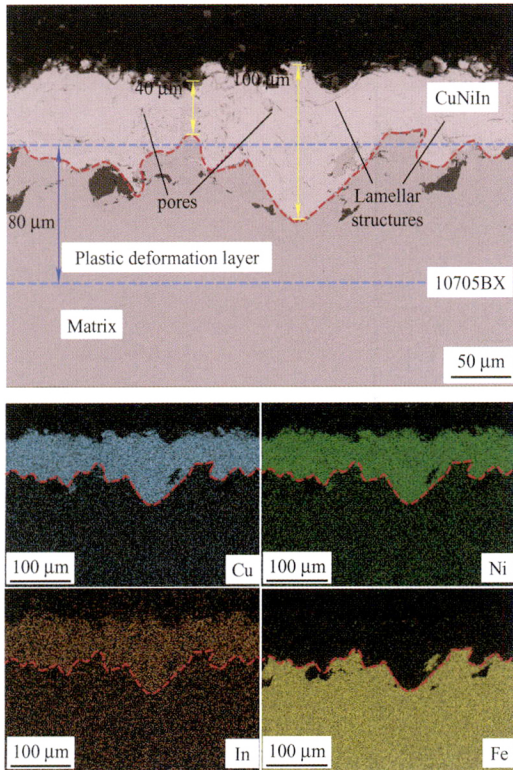 40 μm
100 μm
CuNiIn
pores
Lamellar
structures
80 μm
Plastic deformation layer
10705BX
Matrix
50 μm
100 μm
Cu
100 μm
Ni
100 μm
In
100 μm
Fe